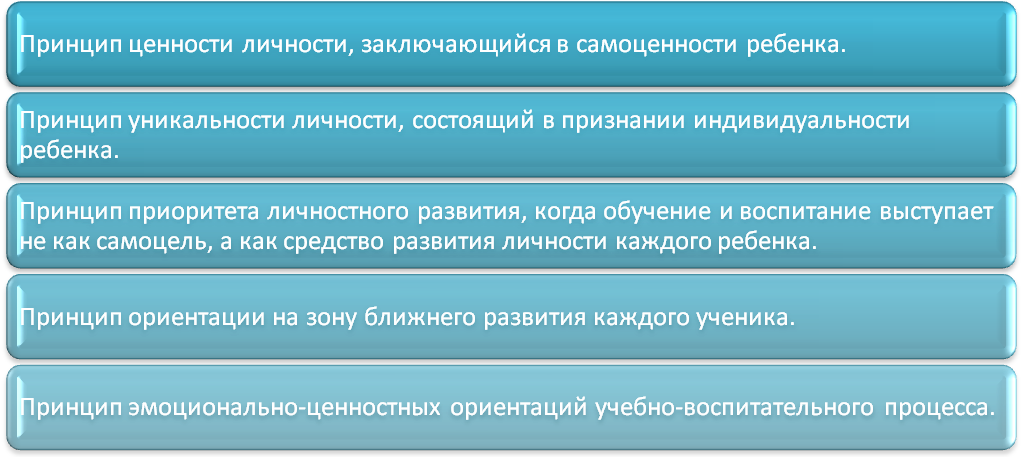 Принцип ценности личности, заключающийся в самоценности ребенка.
Принцип уникальности личности, состоящий в признании индивидуальности
ребенка.
Принцип приоритета личностного развития, когда обучение и воспитание выступает
не как самоцель, а как средство развития личности каждого ребенка.
Принцип ориентации на зону ближнего развития каждого ученика.
Принцип эмоционально-ценностных ориентаций учебно-воспитательного процесса.